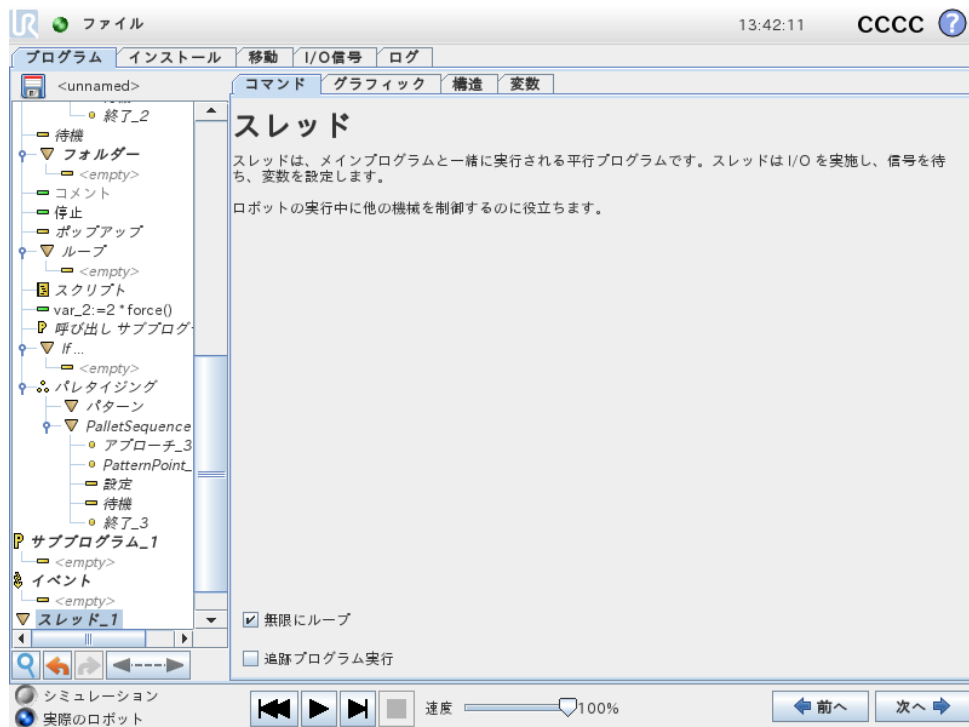 UR ファイル 13:42:11 CCCC ?
プログラム インストール 移動 I/O信号 ログ
<unnamed>
コマンド グラフィック 構造 変数
終了_2
待機
フォルダー
<empty>
コメント
停止
ポップアップ
ループ
<empty>
スクリプト
var_2:=2 * force()
呼び出し サブプログ
If ...
<empty>
パレタイジング
パターン
PalletSequence
アプローチ_3
PatternPoint_
設定
待機
終了_3
サブプログラム_1
<empty>
イベント
<empty>
スレッド_1
スレッド
スレッドは、メインプログラムと一緒に実行される平行プログラムです。スレッドは I/O を実施し、信号を待
ち、変数を設定します。
ロボットの実行中に他の機械を制御するのに役立ちます。
無限にループ
追跡プログラム実行
シミュレーション
実際のロボット
速度 100%
前へ 次へ